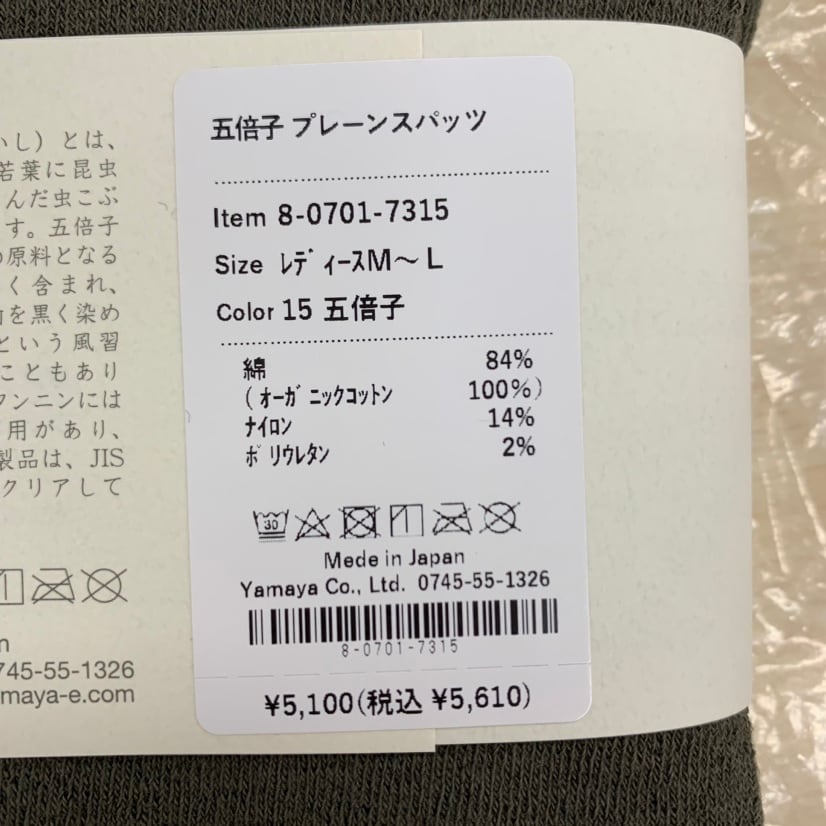 いし）とは、
若葉に昆虫
んだ虫こぶ
す。五倍子
の原料となる
く含まれ、
を黒く染め
という風習
こともあり
タンニンには
用があり、
製品は、JIS
クリアして
745-55-1326
maya-e.com
五倍子 プレーンスパッツ
Item 8-0701-7315
Size ﾚﾃﾞｨｰｽM～L
Color 15 五倍子
綿 84%
(ｵｰｶﾞﾆｯｸｺｯﾄﾝ 100%)
ﾅｲﾛﾝ 14%
ﾎﾟﾘｳﾚﾀﾝ 2%
30
Mede in Japan
Yamaya Co., Ltd. 0745-55-1326
8-0701-7315
¥5,100(税込 ¥5,610)